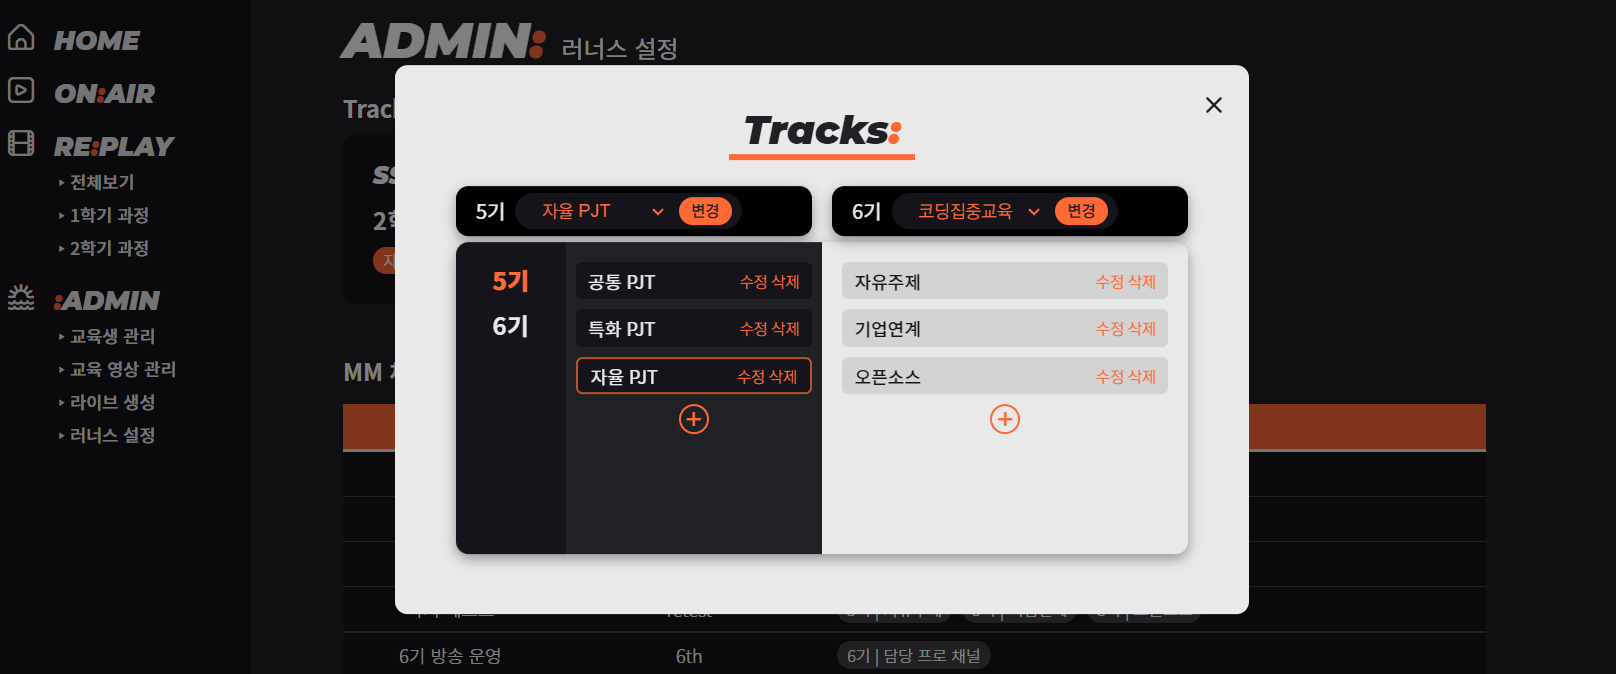 HOME
ON:AIR
RE:PLAY
전체보기
1학기 과정
2학기 과정
:ADMIN
교육생 관리
교육 영상 관리
라이브 생성
러너스 설정
ADMIN: 러너스 설정
Tracks:
5기 자율 PJT 변경
6기 코딩집중교육 변경
5기
6기
공통 PJT 수정 삭제
특화 PJT 수정 삭제
자율 PJT 수정 삭제
자유주제 수정 삭제
기업연계 수정 삭제
오픈소스 수정 삭제
MM
6기 방송 운영 6th 6기 | 담당 프로 채널